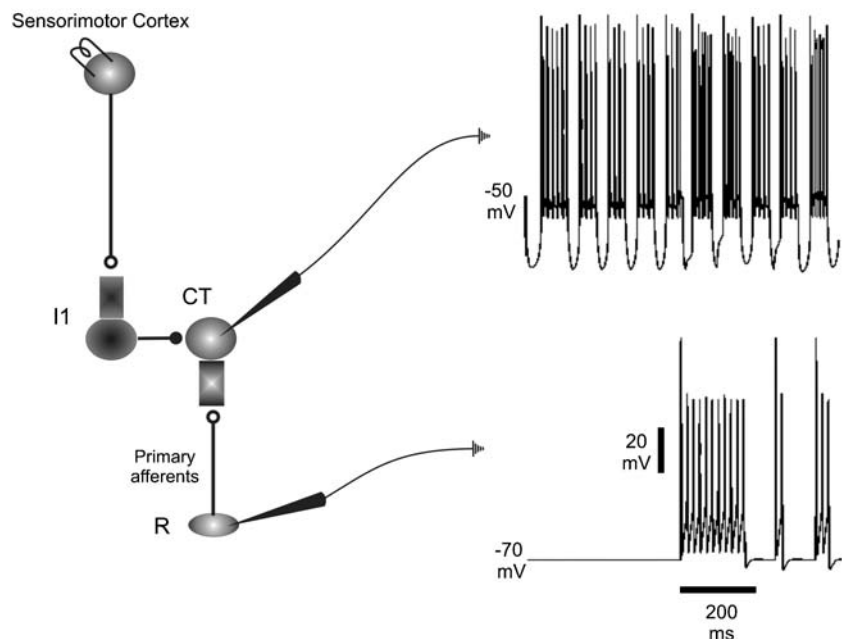 Sensorimotor Cortex
-50
mV
CT
I1
Primary
afferents
R
20
mV
-70
mV
200
ms